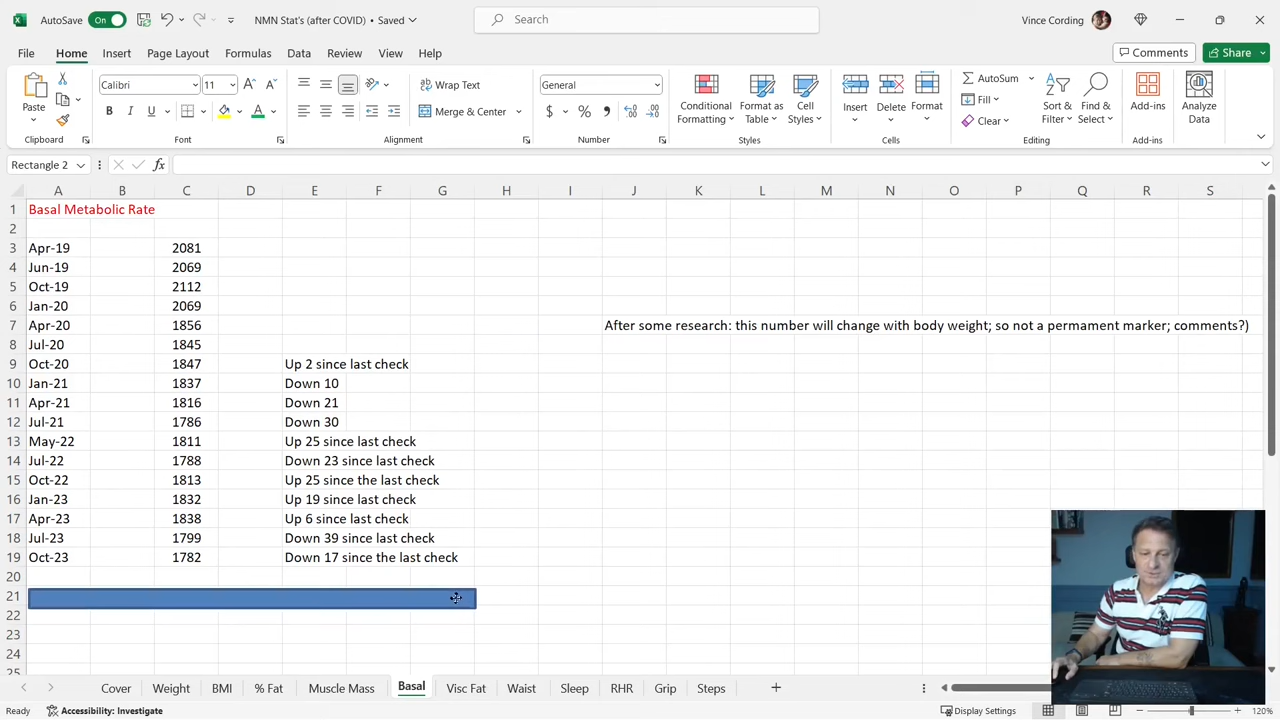 AutoSave On NMN Stat's (after COVID) • Saved Search Vince Cording
File Home Insert Page Layout Formulas Data Review View Help Comments Share
Calibri 11 Wrap Text General AutoSum
Paste Merge & Center Conditional Formatting Format as Table Cell Styles Insert Delete Format Fill Clear Sort & Filter Find & Select Add-ins Analyze Data
Clipboard Font Alignment Number Styles Cells Editing Add-ins
Rectangle 2 fx
A B C D E F G H I J K L M N O P Q R S
1 Basal Metabolic Rate
2
3 Apr-19 2081
4 Jun-19 2069
5 Oct-19 2112
6 Jan-20 2069
7 Apr-20 1856 After some research: this number will change with body weight; so not a permament marker; comments?)
8 Jul-20 1845
9 Oct-20 1847 Up 2 since last check
10 Jan-21 1837 Down 10
11 Apr-21 1816 Down 21
12 Jul-21 1786 Down 30
13 May-22 1811 Up 25 since last check
14 Jul-22 1788 Down 23 since last check
15 Oct-22 1813 Up 25 since the last check
16 Jan-23 1832 Up 19 since last check
17 Apr-23 1838 Up 6 since last check
18 Jul-23 1799 Down 39 since last check
19 Oct-23 1782 Down 17 since the last check
20
21
22
23
24
25
Cover Weight BMI % Fat Muscle Mass Basal Visc Fat Waist Sleep RHR Grip Steps
Ready Accessibility: Investigate Display Settings 120%